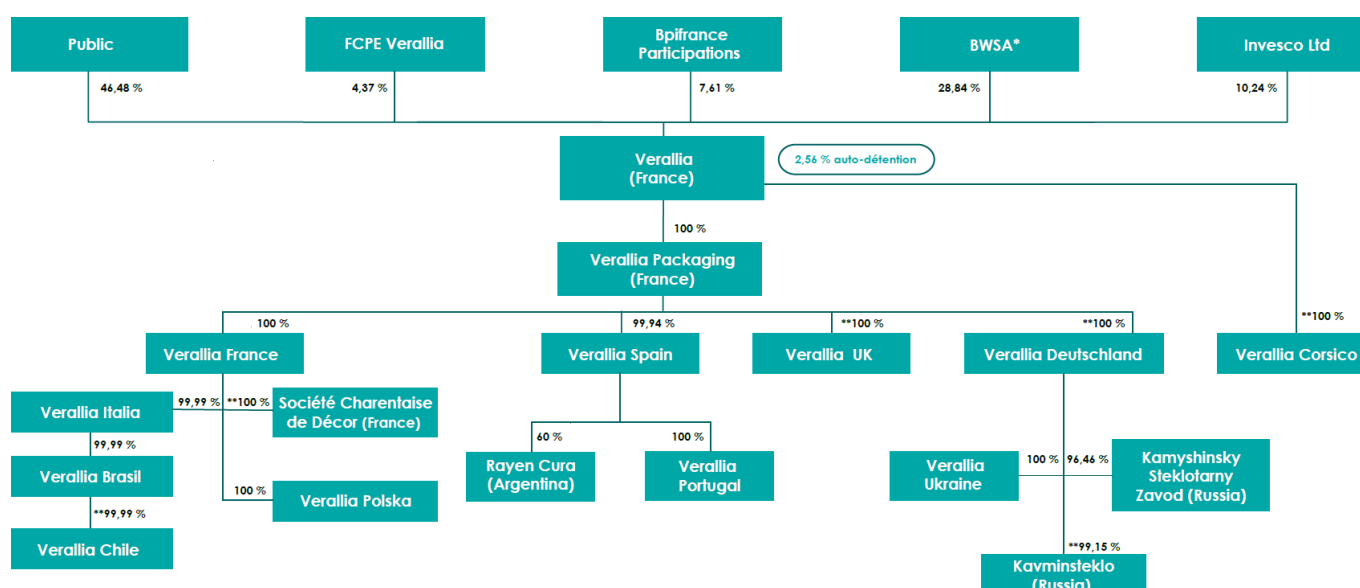 Public
FCPE Verallia
Bpifrance
Participations
BWSA*
Invesco Ltd
46,48 %
4,37 %
7,61 %
28,84 %
10,24 %
Verallia
(France)
2,56 % auto-détention
100 %
Verallia Packaging
(France)
100 %
99,94 %
**100 %
**100 %
**100 %
Verallia France
Verallia Spain
Verallia UK
Verallia Deutschland
Verallia Corsico
Verallia Italia
99,99 %
**100 %
Société Charentaise
de Décor (France)
99,99 %
60 %
100 %
Verallia Brasil
100 %
Verallia Polska
Rayen Cura
(Argentina)
Verallia
Portugal
Verallia
Ukraine
100 %
96,46 %
Kamyshinsky
Steklotarny
Zavod (Russia)
**99,99 %
Verallia Chile
**99,15 %
Kavminsteklo
(Russia)